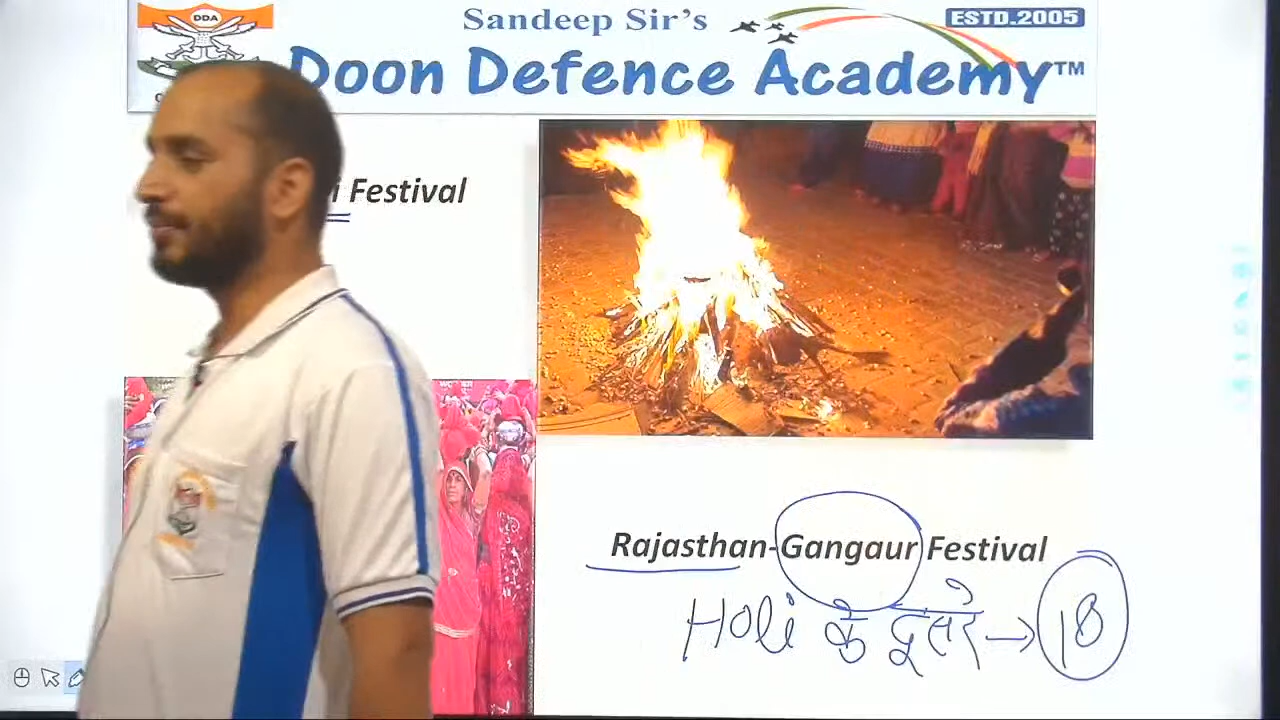 DDA
Sandeep Sir's
ESTD.2005
Doon Defence Academy™
i Festival
Rajasthan-Gangaur Festival
Holi के दूसरे → 18